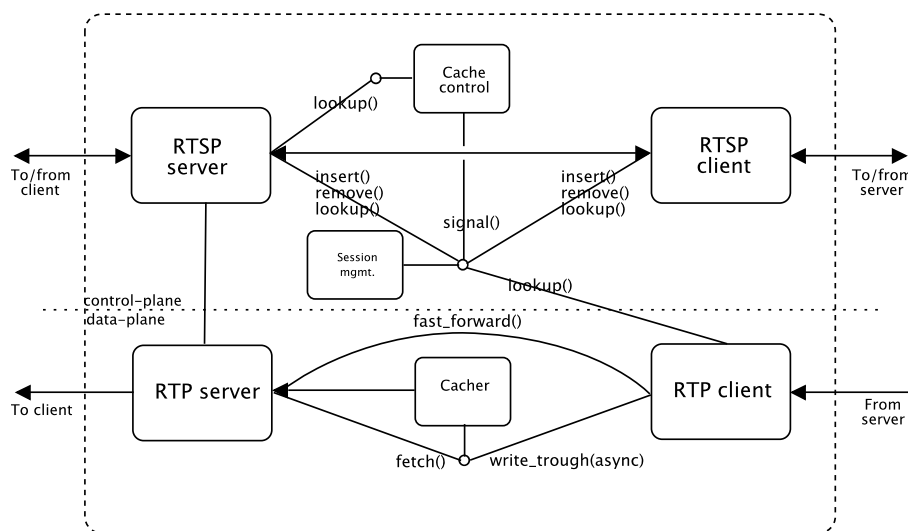 Cache
control
lookup()
RTSP
server
RTSP
client
To/from
client
To/from
server
insert()
remove()
lookup()
insert()
remove()
lookup()
signal()
Session
mgmt.
lookup()
control-plane
data-plane
fast_forward()
RTP server
Cacher
RTP client
To client
From
server
fetch()
write_trough(async)